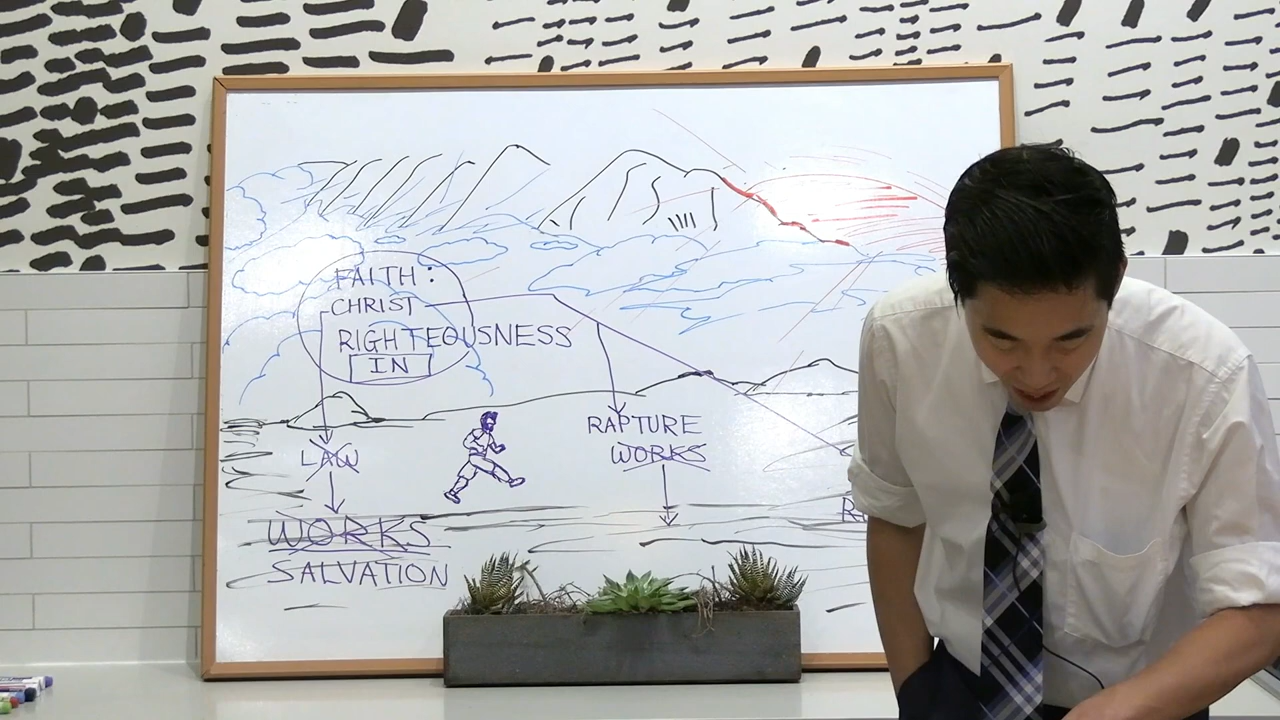 FAITH:
CHRIST
RIGHTEOUSNESS
IN
RAPTURE
WORKS
LAW
WORKS
SALVATION